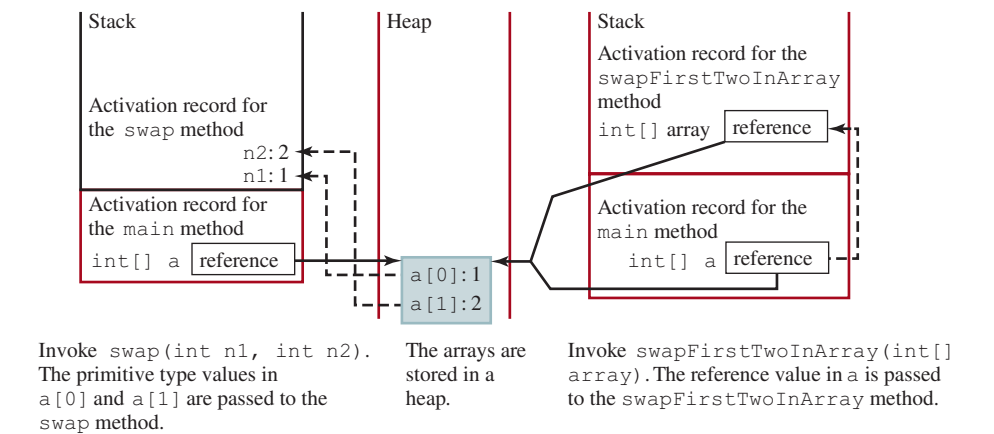 Stack
Activation record for
the swap method
n2: 2
n1: 1
Activation record for
the main method
int[] a reference
Heap
a[0]: 1
a[1]: 2
Stack
Activation record for the
swapFirstTwoInArray
method
int[] array reference
Activation record for the
main method
int[] a reference
Invoke swap(int n1, int n2).
The primitive type values in
a[0] and a[1] are passed to the
swap method.
The arrays are
stored in a
heap.
Invoke swapFirstTwoInArray(int[]
array). The reference value in a is passed
to the swapFirstTwoInArray method.